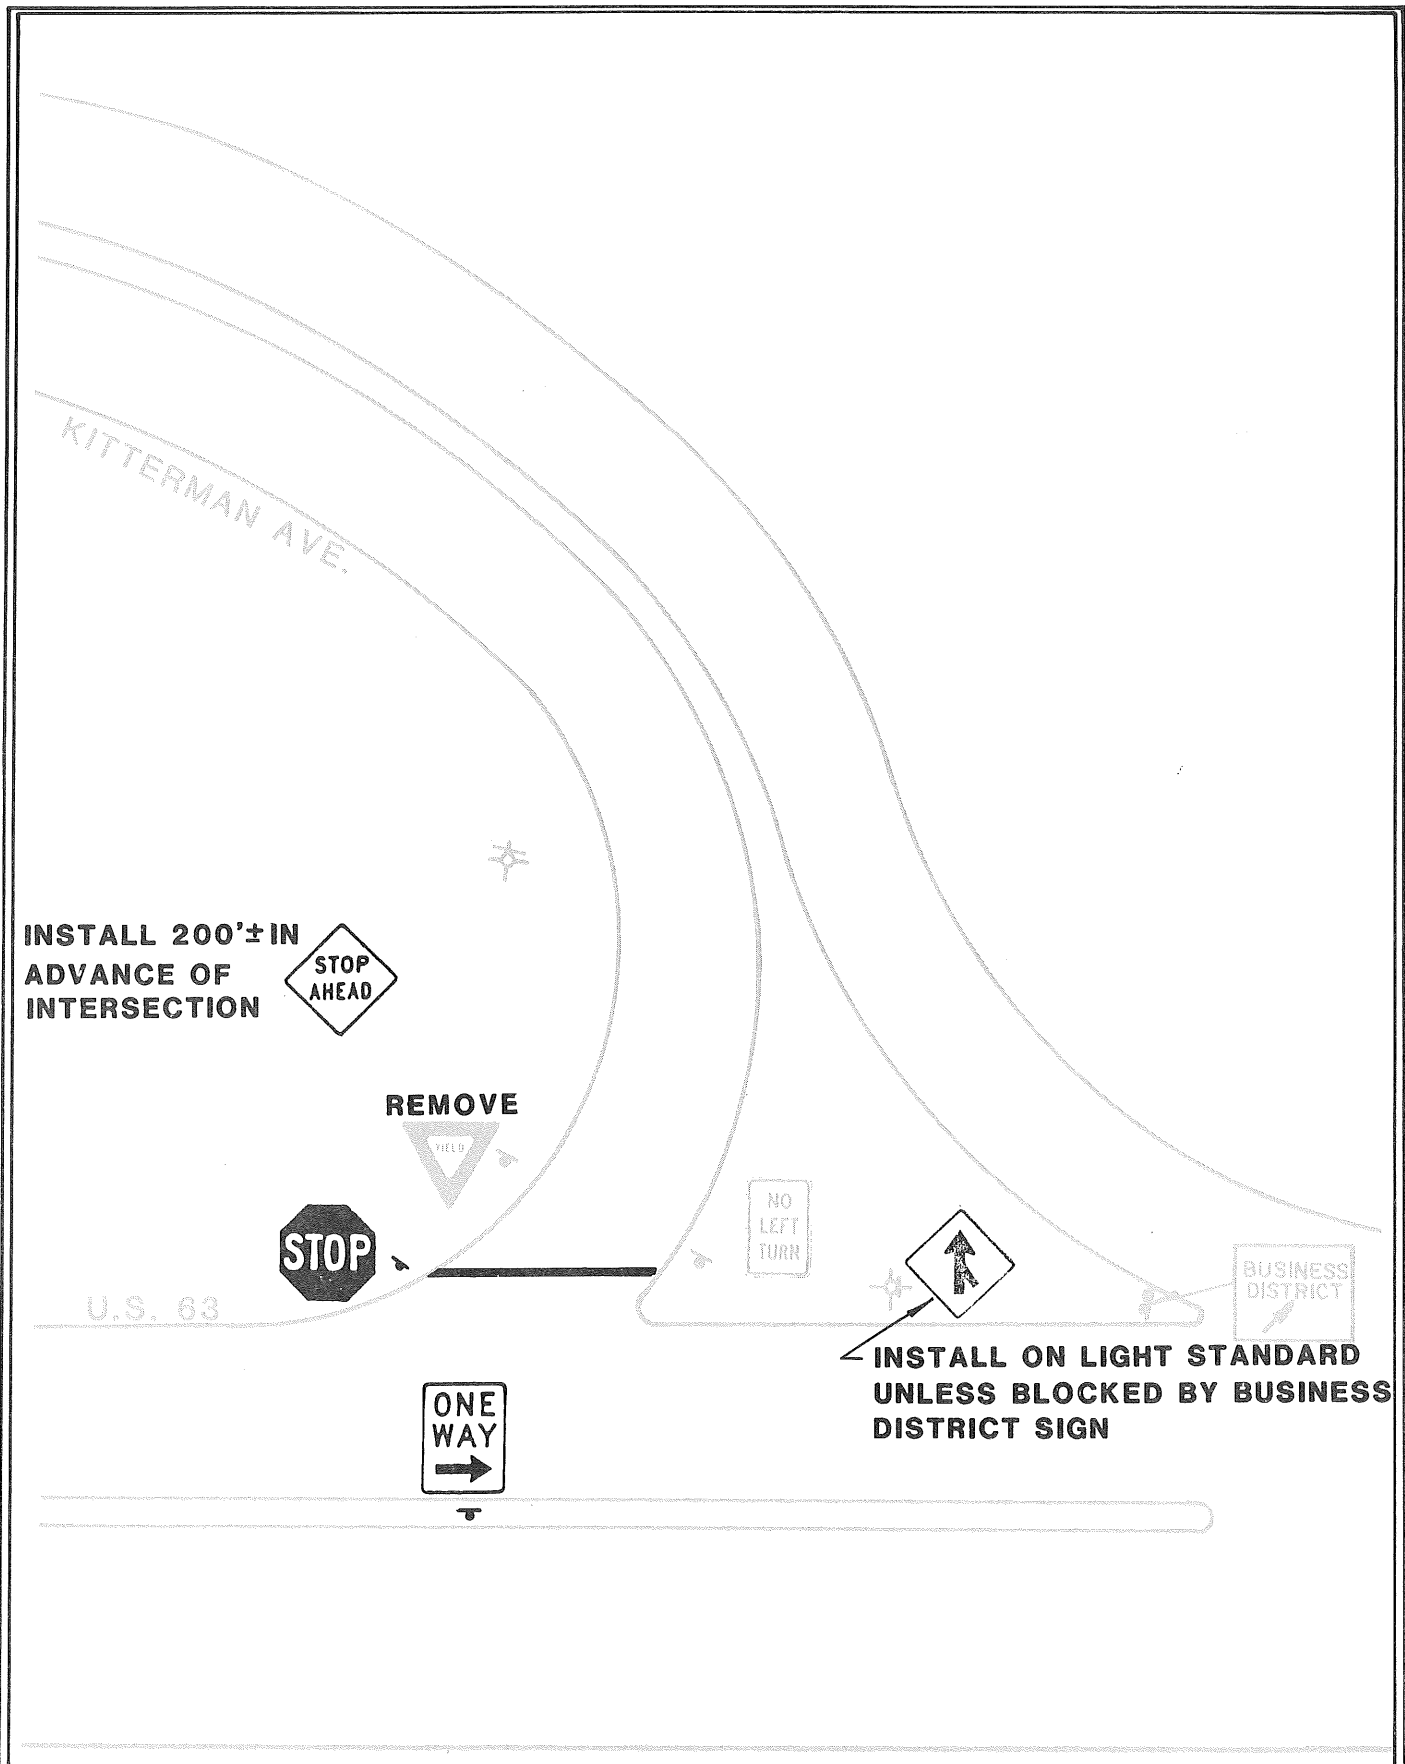 KITTERMAN AVE.
INSTALL 200'± IN
ADVANCE OF
INTERSECTION
STOP
AHEAD
REMOVE
YIELD
STOP
U.S. 63
NO
LEFT
TURN
BUSINESS
DISTRICT
INSTALL ON LIGHT STANDARD
UNLESS BLOCKED BY BUSINESS
DISTRICT SIGN
ONE
WAY